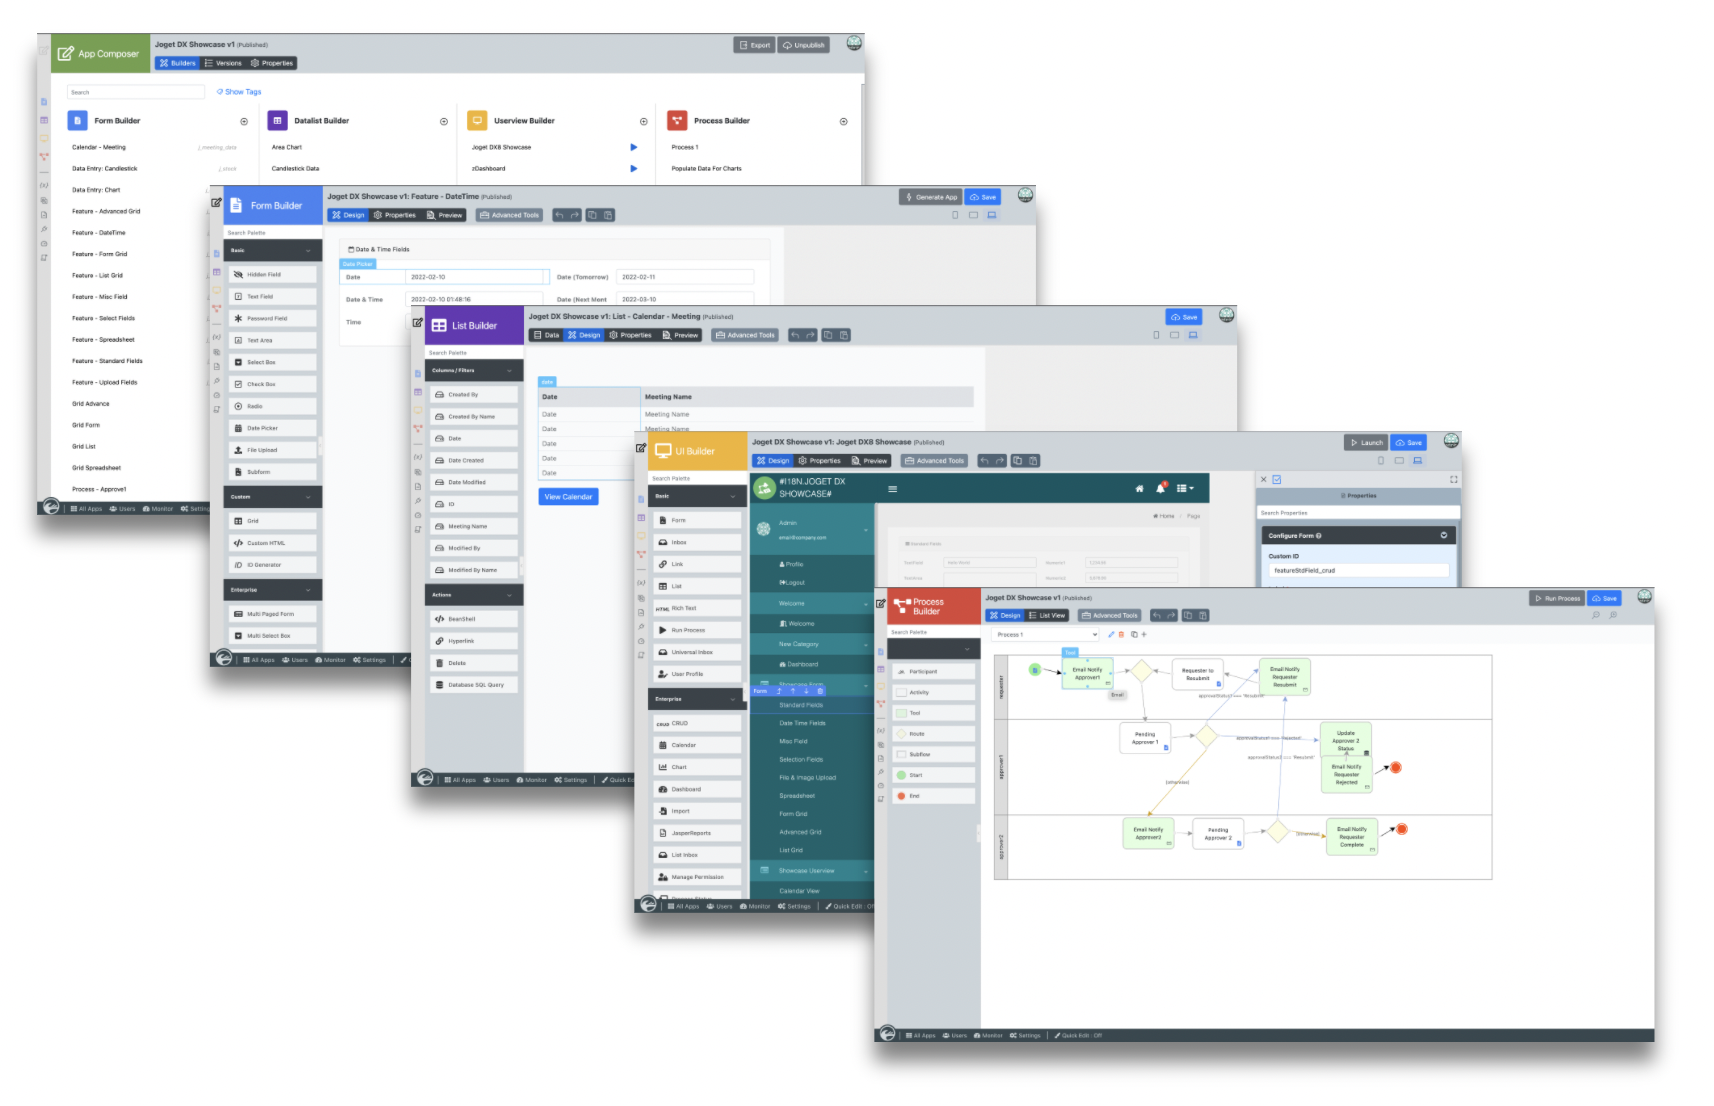 App Composer
Joget DX Showcase v1 (Published)
Export
Unpublish
Builders
Versions
Properties
Search
Show Tags
Form Builder
Datalist Builder
Userview Builder
Process Builder
Calendar - Meeting
j_meeting_data
Area Chart
Joget DX8 Showcase
Process 1
Data Entry: Candlestick
j_stock
Candlestick Data
zDashboard
Populate Data For Charts
Data Entry: Chart
Feature - Advanced Grid
Feature - DateTime
Feature - Form Grid
Feature - List Grid
Feature - Misc Field
Feature - Select Fields
Feature - Spreadsheet
Feature - Standard Fields
Feature - Upload Fields
Grid Advance
Grid Form
Grid List
Grid Spreadsheet
Process - Approve1
All Apps
Users
Monitor
Form Builder
Joget DX Showcase v1: Feature - DateTime (Published)
Generate App
Save
Design
Properties
Preview
Advanced Tools
Search Palette
Basic
Hidden Field
Text Field
Password Field
Text Area
Select Box
Check Box
Radio
Date Picker
File Upload
Subform
Custom
Grid
Custom HTML
ID Generator
Enterprise
Multi Paged Form
Multi Select Box
Date & Time Fields
Date Picker
Date
2022-02-10
Date (Tomorrow)
2022-02-11
Date & Time
2022-02-10 01:48:16
Date (Next Mont
2022-03-10
Time
All Apps
Users
Monitor
Settings
List Builder
Joget DX Showcase v1: List - Calendar - Meeting (Published)
Save
Data
Design
Properties
Preview
Advanced Tools
Search Palette
Columns / Filters
Created By
Created By Name
Date
Date Created
Date Modified
ID
Meeting Name
Modified By
Modified By Name
Actions
BeanShell
Hyperlink
Delete
Database SQL Query
date
Date
Meeting Name
Date
Meeting Name
Date
Meeting Name
Date
Date
Date
View Calendar
All Apps
Users
Monitor
Settings
UI Builder
Joget DX Showcase v1: Joget DX8 Showcase (Published)
Launch
Save
Design
Properties
Preview
Advanced Tools
Search Palette
Basic
Form
Inbox
Link
List
HTML Rich Text
Run Process
Universal Inbox
User Profile
Enterprise
CRUD CRUD
Calendar
Chart
Dashboard
Import
JasperReports
List Inbox
Manage Permission
#I18N.JOGET DX
SHOWCASE#
Admin
email@company.com
Profile
Logout
Welcome
Welcome
New Category
Dashboard
Form
Standard Fields
Date Time Fields
Misc Field
Selection Fields
File & Image Upload
Spreadsheet
Form Grid
Advanced Grid
List Grid
Showcase Userview
Calendar View
Home
Page
Properties
Search Properties
Configure Form
Custom ID
featureStdField_crud
All Apps
Users
Monitor
Settings
Quick Edit : Off
Process
Builder
Joget DX Showcase v1 (Published)
Run Process
Save
Design
List View
Advanced Tools
Search Palette
Process 1
Participant
Activity
Tool
Route
Subflow
Start
End
Tool
requester
Email Notify
Approver1
Email
Requester to
Resubmit
Email Notify
Requester
Resubmit
approver1
Pending
Approver 1
Update
Approver 2
Status
Email Notify
Requester
Rejected
(otherwise)
approver2
Email Notify
Approver2
Pending
Approver 2
(otherwise)
Email Notify
Requester
Complete
All Apps
Users
Monitor
Settings
Quick Edit : Off